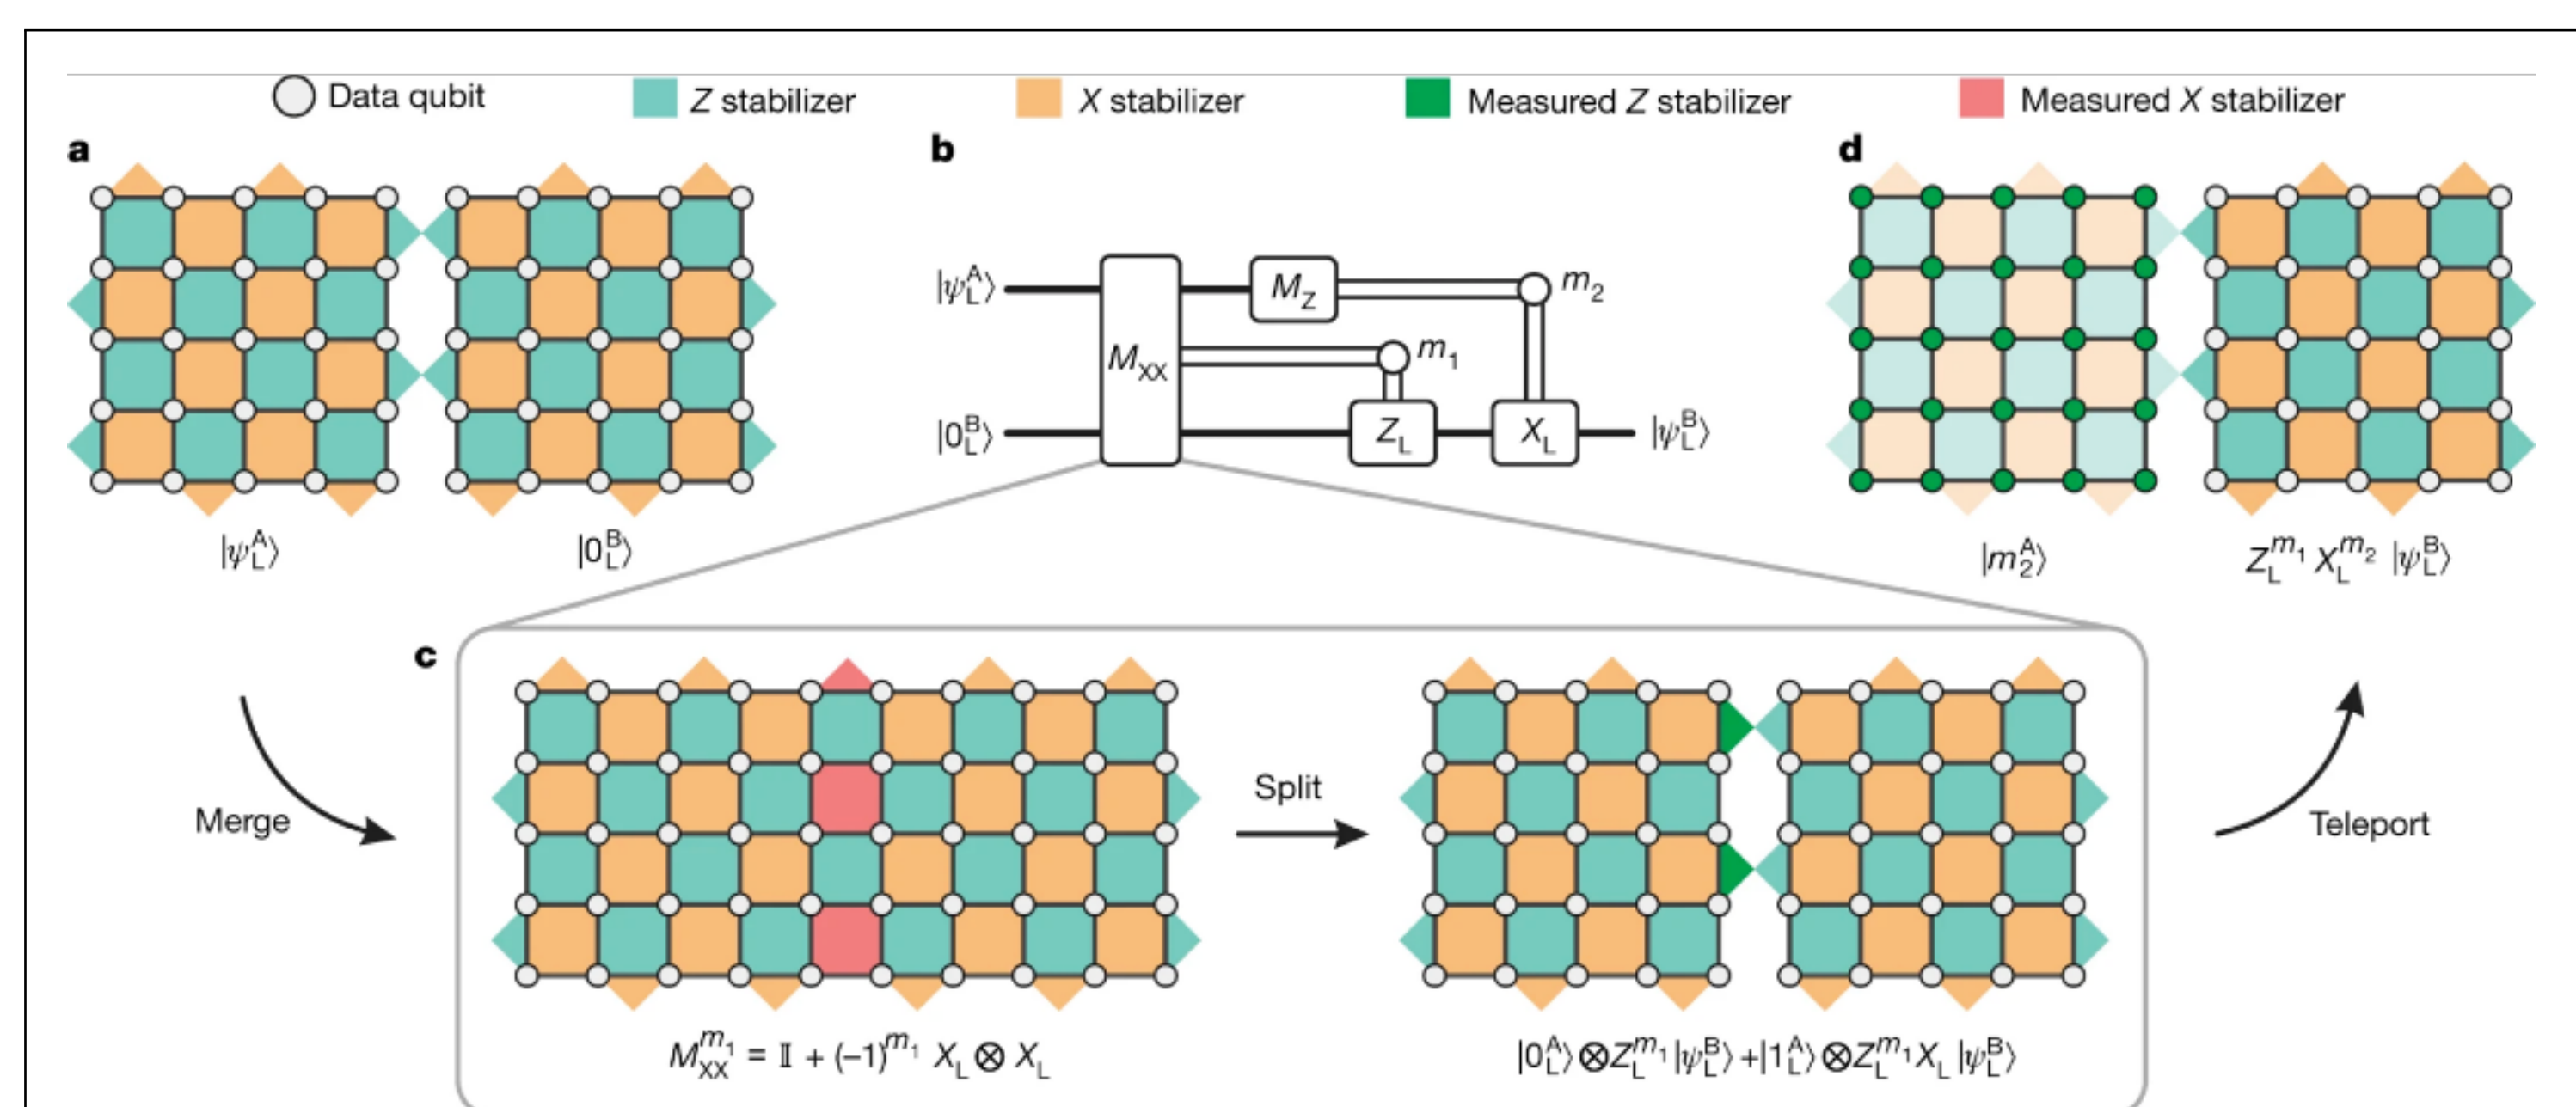 Data qubit
Z stabilizer
X stabilizer
Measured Z stabilizer
Measured X stabilizer
a
|ψ_L^A⟩
|0_L^B⟩
b
|ψ_L^A⟩
M_Z
m_2
M_XX
m_1
|0_L^B⟩
Z_L
X_L
|ψ_L^B⟩
d
|m_2^A⟩
Z_L^{m_1} X_L^{m_2} |ψ_L^B⟩
Merge
c
M_XX^{m_1} = 𝕀 + (–1)^{m_1} X_L ⊗ X_L
Split
|0_L^A⟩⊗Z_L^{m_1}|ψ_L^B⟩+|1_L^A⟩⊗Z_L^{m_1}X_L|ψ_L^B⟩
Teleport